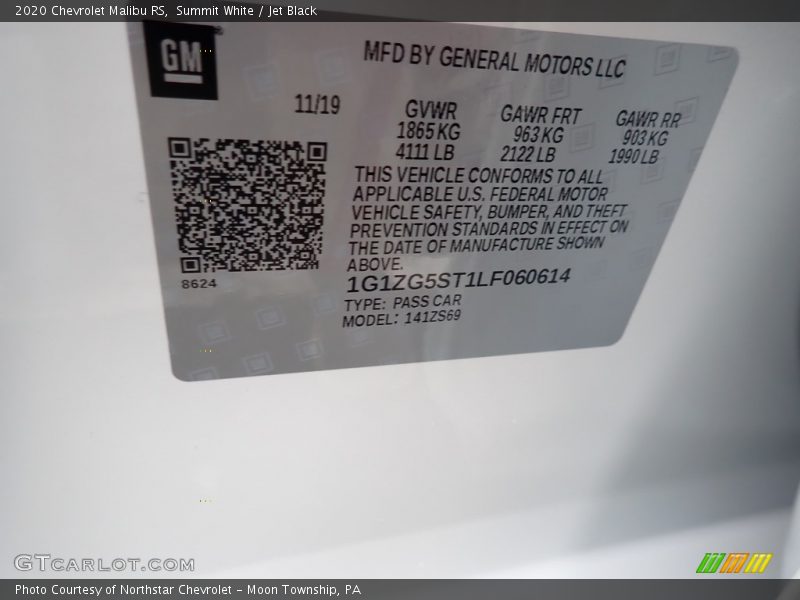 2020 Chevrolet Malibu RS,  Summit White / Jet Black
GM
MFD BY GENERAL MOTORS LLC
11/19
GVWR GAWR FRT GAWR RR
1865 KG 963 KG 903 KG
4111 LB 2122 LB 1990 LB
THIS VEHICLE CONFORMS TO ALL
APPLICABLE U.S. FEDERAL MOTOR
VEHICLE SAFETY, BUMPER, AND THEFT
PREVENTION STANDARDS IN EFFECT ON
THE DATE OF MANUFACTURE SHOWN
ABOVE.
8624
1G1ZG5ST1LF060614
TYPE: PASS CAR
MODEL: 141ZS69
GTCARLOT.COM
Photo Courtesy of Northstar Chevrolet - Moon Township, PA